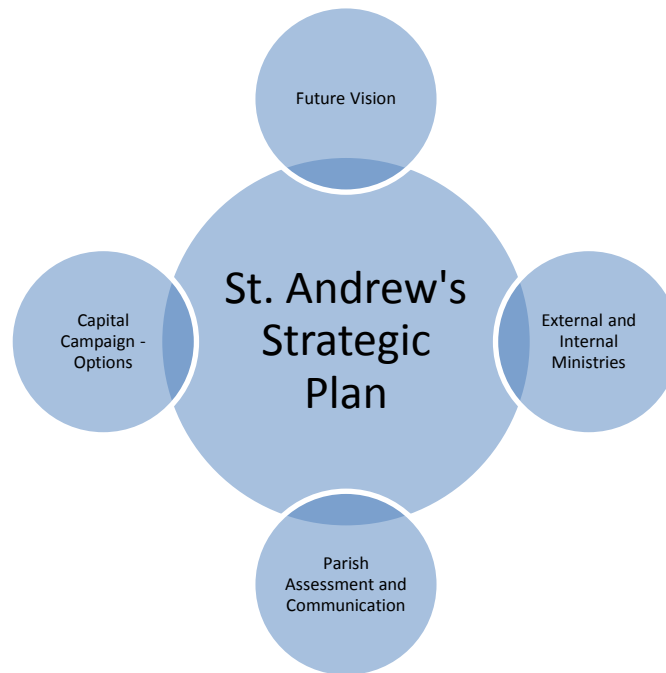 Future Vision
St. Andrew's
Strategic
Plan
Capital
Campaign -
Options
External and
Internal
Ministries
Parish
Assessment and
Communication